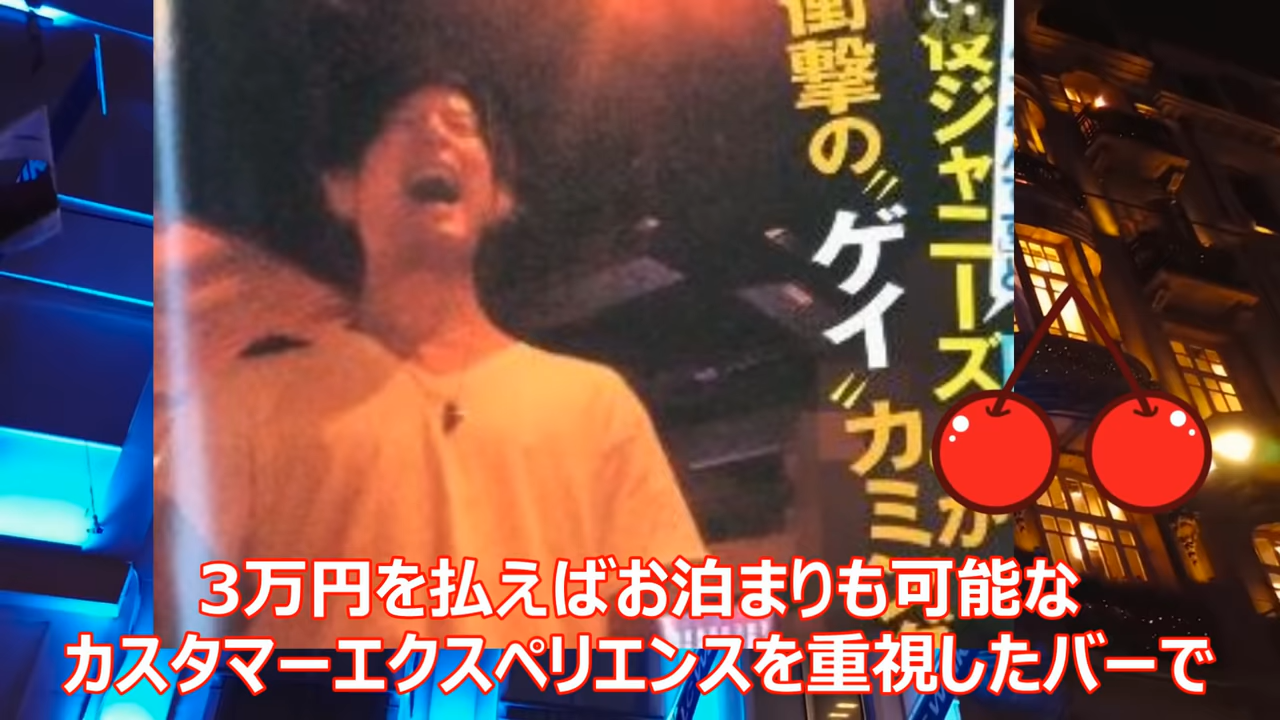 役ジャニーズ
が
衝撃の
"ゲイ"
カミ
3万円を払えばお泊まりも可能な
カスタマーエクスペリエンスを重視したバーで